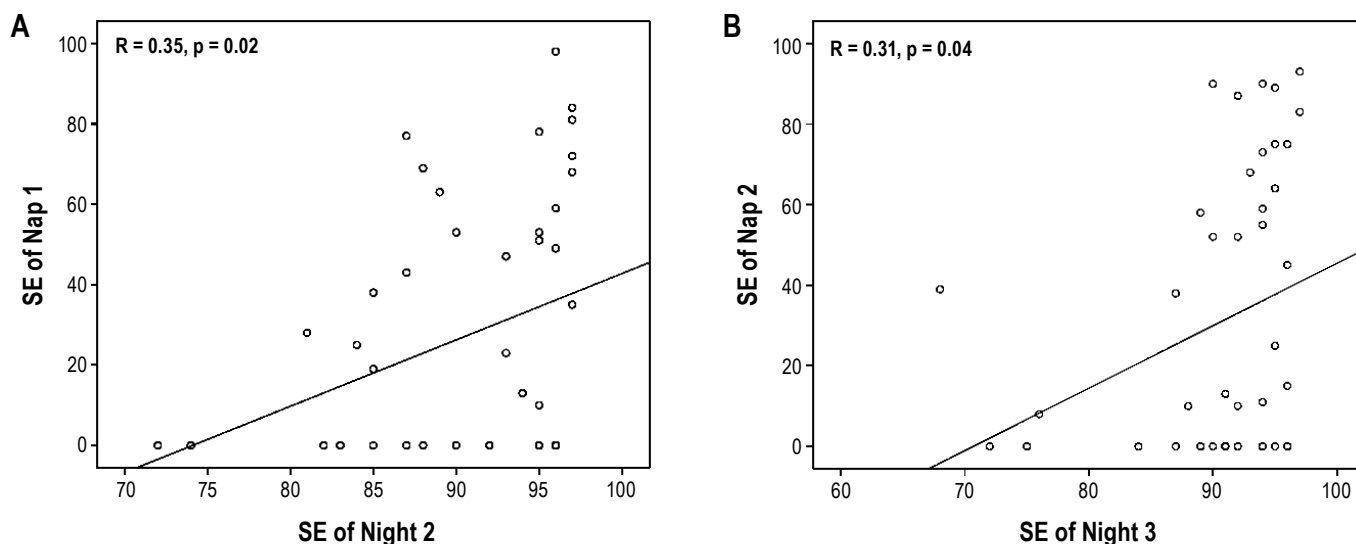 A
R = 0.35, p = 0.02
SE of Nap 1
100
80
60
40
20
0
70 75 80 85 90 95 100
SE of Night 2
B
R = 0.31, p = 0.04
SE of Nap 2
100
80
60
40
20
0
60 70 80 90 100
SE of Night 3